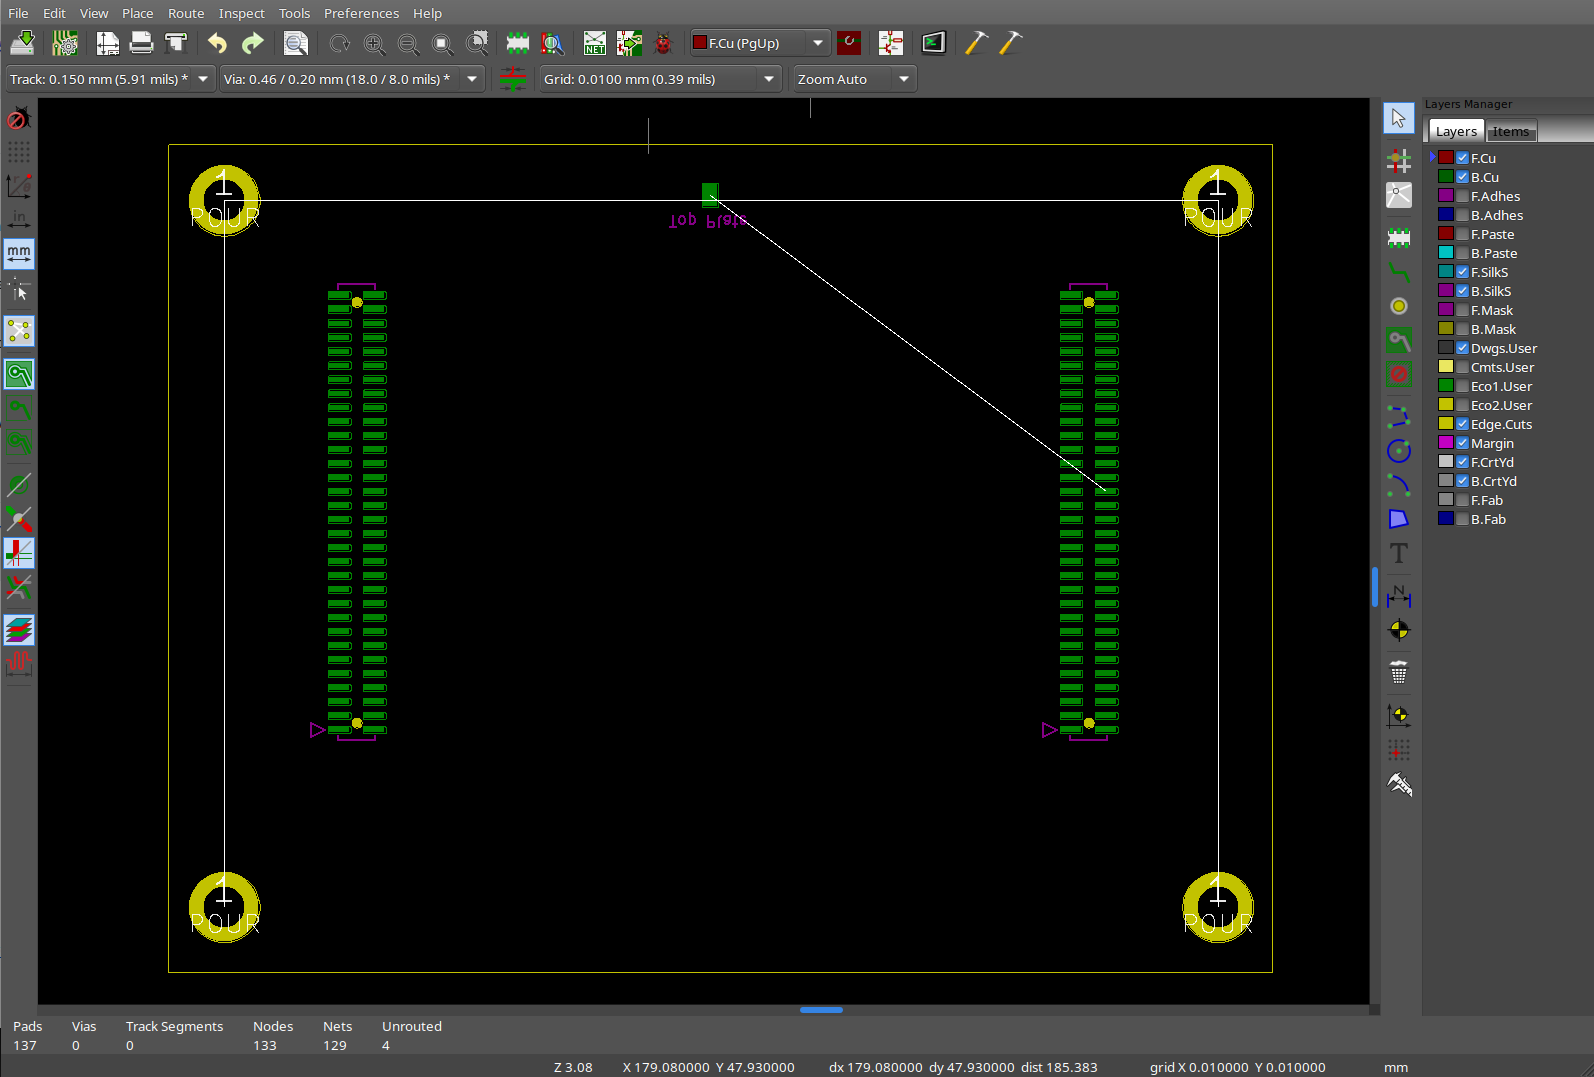 File Edit View Place Route Inspect Tools Preferences Help
NET
F.Cu (PgUp)
Track: 0.150 mm (5.91 mils) *
Via: 0.46 / 0.20 mm (18.0 / 8.0 mils) *
Grid: 0.0100 mm (0.39 mils)
Zoom Auto
in
mm
1
POUR
Top Plate
1
POUR
1
POUR
1
POUR
T
N
Layers Manager
Layers Items
F.Cu
B.Cu
F.Adhes
B.Adhes
F.Paste
B.Paste
F.SilkS
B.SilkS
F.Mask
B.Mask
Dwgs.User
Cmts.User
Eco1.User
Eco2.User
Edge.Cuts
Margin
F.CrtYd
B.CrtYd
F.Fab
B.Fab
Pads Vias Track Segments Nodes Nets Unrouted
137 0 0 133 129 4
Z 3.08 X 179.080000 Y 47.930000 dx 179.080000 dy 47.930000 dist 185.383 grid X 0.010000 Y 0.010000 mm